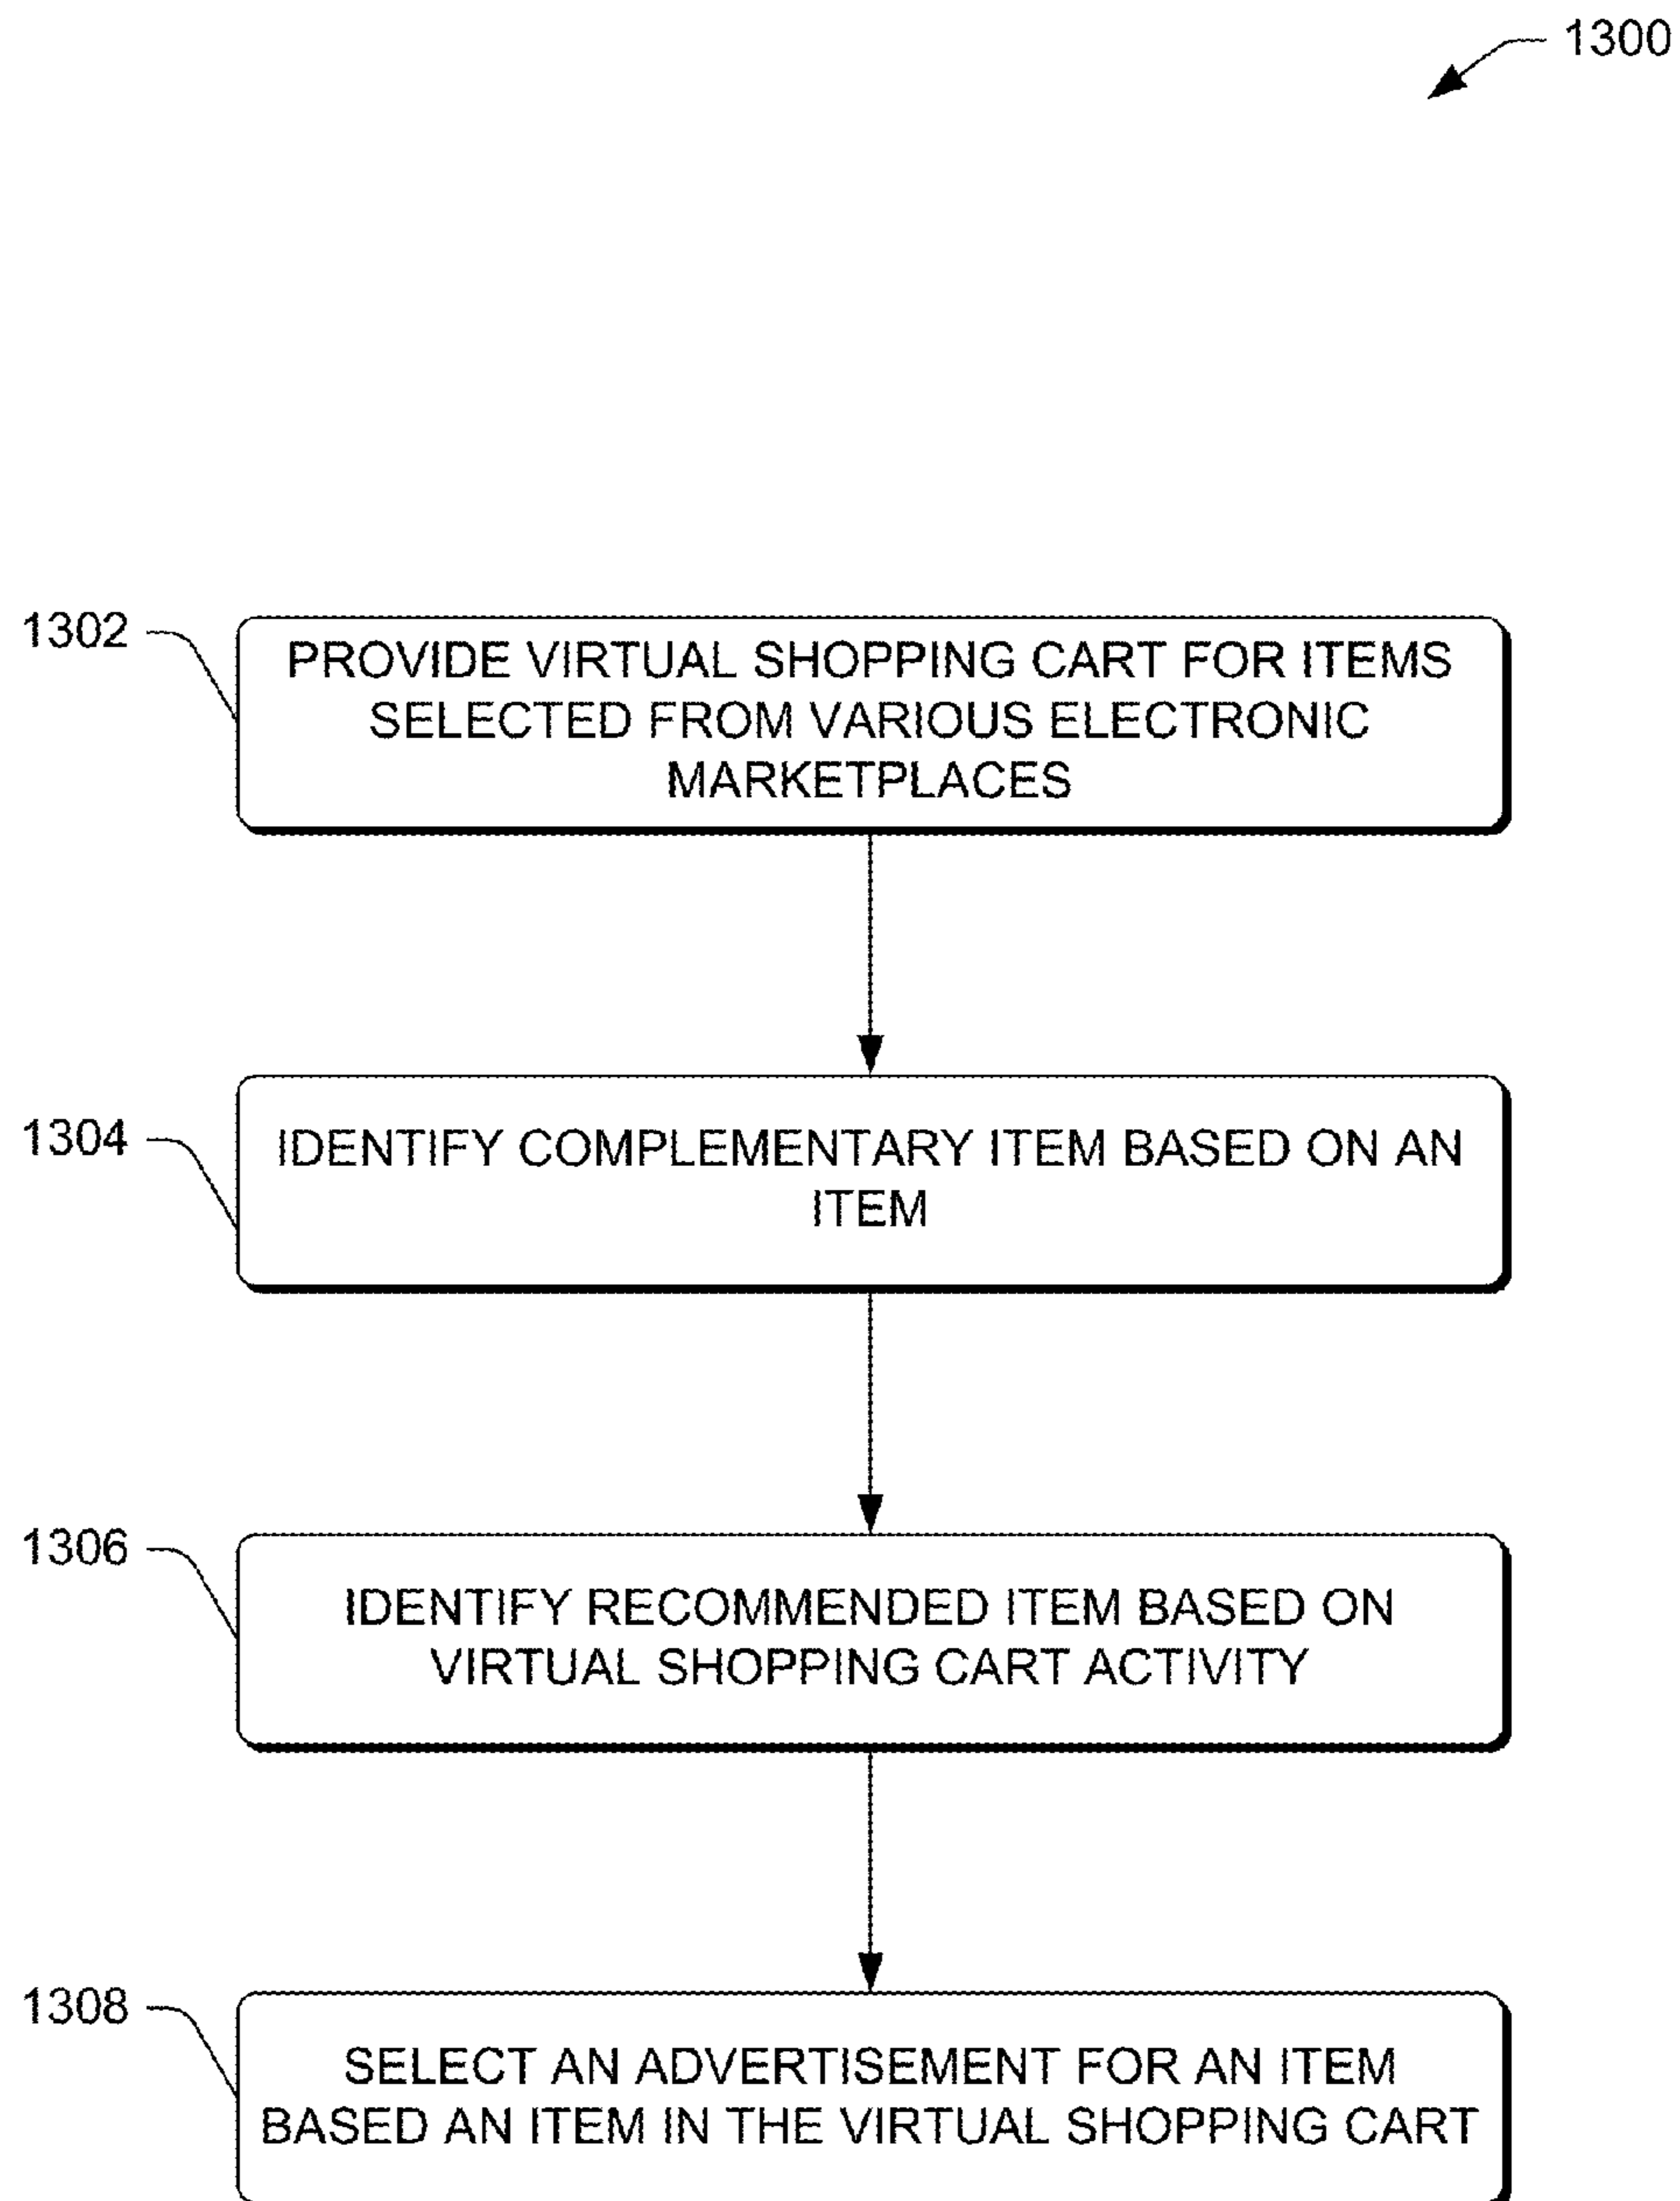 1300
1302
PROVIDE VIRTUAL SHOPPING CART FOR ITEMS
SELECTED FROM VARIOUS ELECTRONIC
MARKETPLACES
1304
IDENTIFY COMPLEMENTARY ITEM BASED ON AN
ITEM
1306
IDENTIFY RECOMMENDED ITEM BASED ON
VIRTUAL SHOPPING CART ACTIVITY
1308
SELECT AN ADVERTISEMENT FOR AN ITEM
BASED AN ITEM IN THE VIRTUAL SHOPPING CART